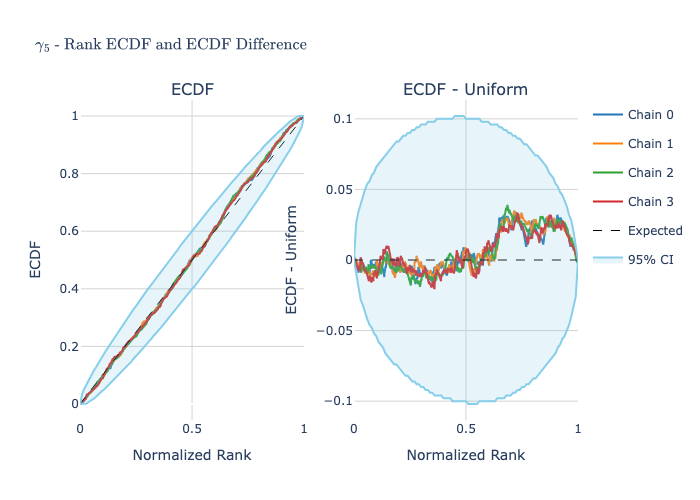 γ₅ - Rank ECDF and ECDF Difference
ECDF
ECDF - Uniform
1
0.8
0.6
0.4
0.2
0
0
0.5
1
Normalized Rank
ECDF
0.1
0.05
0
−0.05
−0.1
0
0.5
1
Normalized Rank
ECDF - Uniform
Chain 0
Chain 1
Chain 2
Chain 3
Expected
95% CI